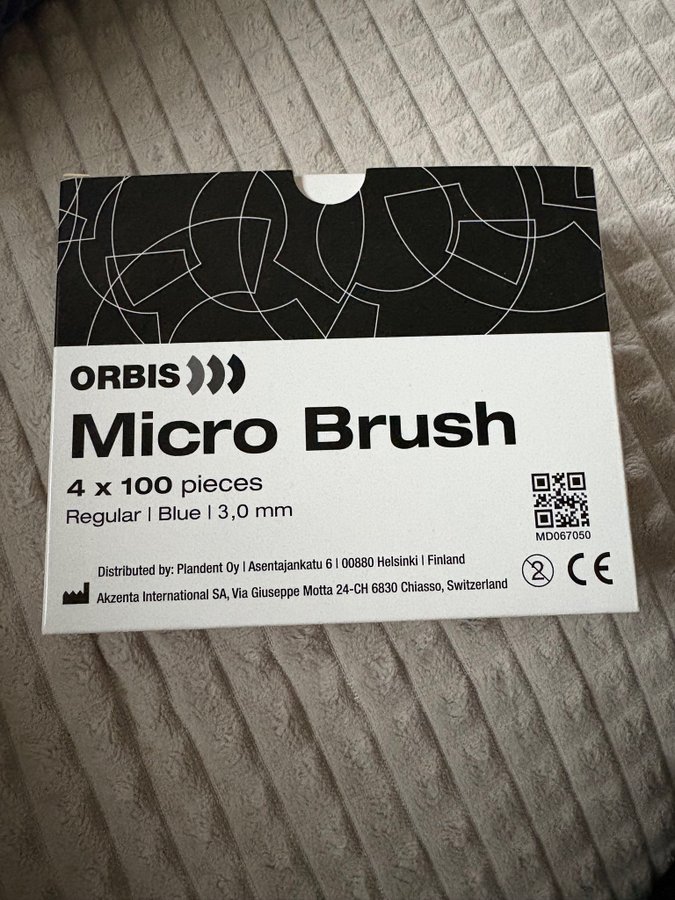 ORBIS
Micro Brush
4 x 100 pieces
Regular | Blue | 3,0 mm
MD067050
Distributed by: Plandent Oy | Asentajankatu 6 | 00880 Helsinki | Finland
Akzenta International SA, Via Giuseppe Motta 24-CH 6830 Chiasso, Switzerland
2 CE